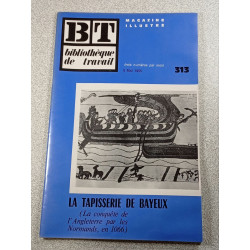 BT
MAGAZINE
ILLUSTRÉ
bibliothèque
de travail
313
LA TAPISSERIE DE BAYEUX
(La conquête de
l'Angleterre par les
Normands, en 1066)